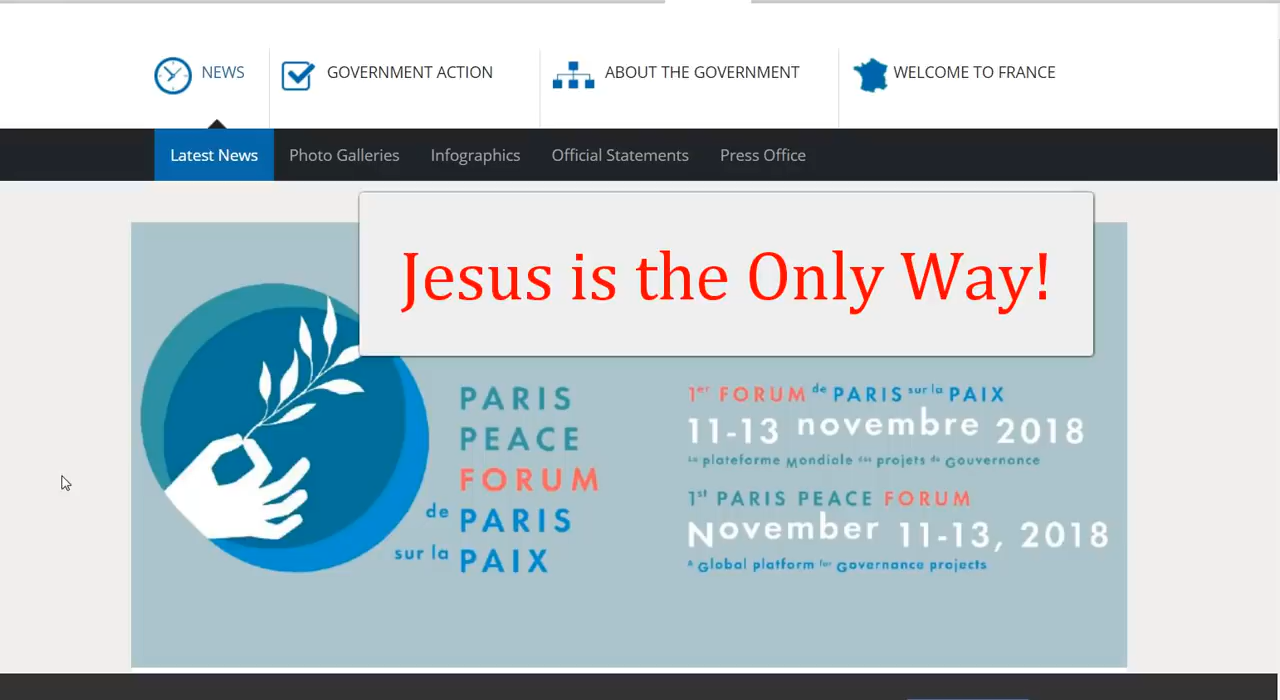 NEWS
GOVERNMENT ACTION
ABOUT THE GOVERNMENT
WELCOME TO FRANCE
Latest News
Photo Galleries
Infographics
Official Statements
Press Office
Jesus is the Only Way!
PARIS
PEACE
FORUM
de PARIS
sur la PAIX
1er FORUM de PARIS sur la PAIX
11-13 novembre 2018
La plateforme Mondiale des projets de Gouvernance
1st PARIS PEACE FORUM
November 11-13, 2018
A Global platform for Governance projects